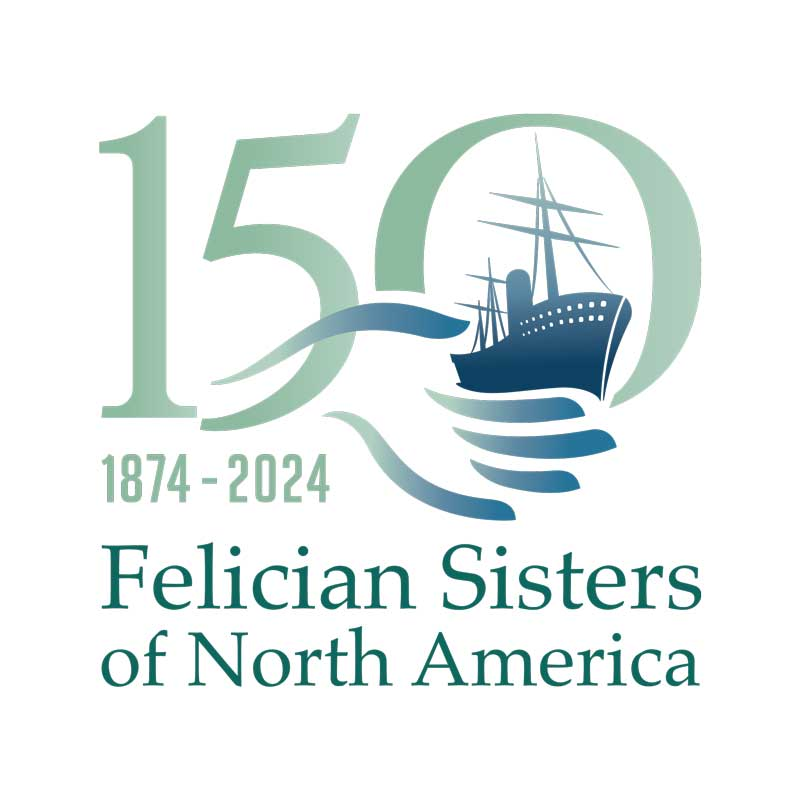 150
1874 - 2024
Felician Sisters
of North America